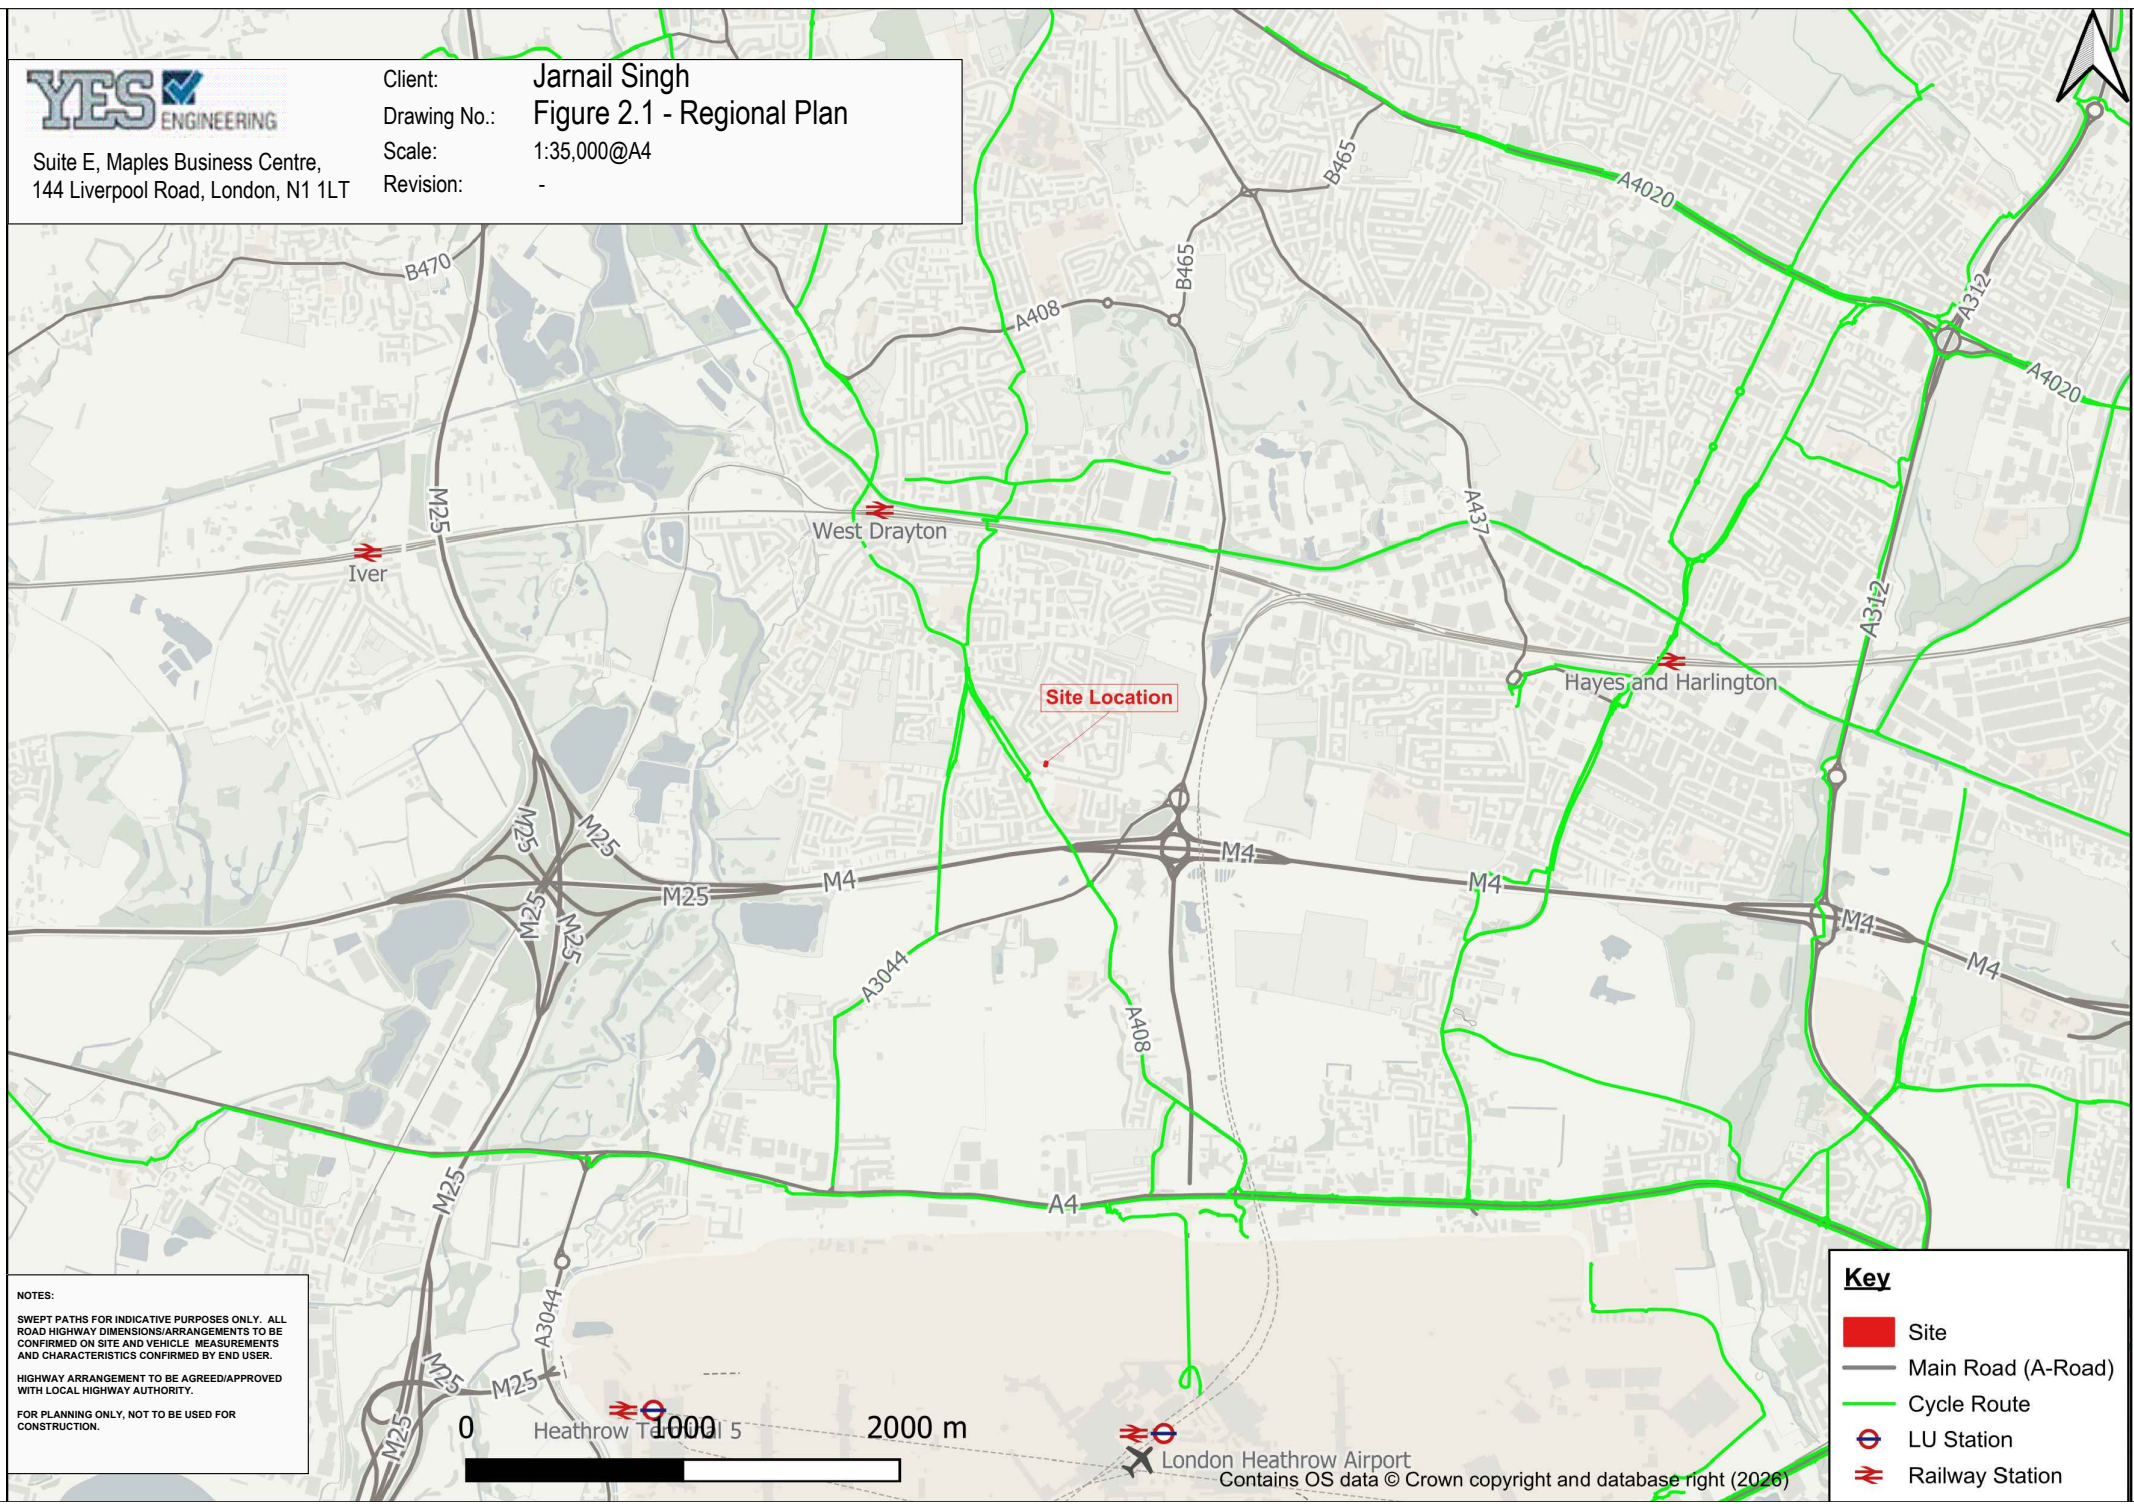 YES ENGINEERING
Suite E, Maples Business Centre,
144 Liverpool Road, London, N1 1LT
Client: Jarnail Singh
Drawing No.: Figure 2.1 - Regional Plan
Scale: 1:35,000@A4
Revision: -
B465
A4020
B470
B465
A312
A408
A4020
M25
A437
West Drayton
Iver
A312
Site Location
Hayes and Harlington
M25
M25
M4
M4
M25
M4
M25
M25
M4
M4
A3044
A408
M25
A4
A3044
M25
M25
M25
Heathrow Terminal 5
London Heathrow Airport
0 1000 2000 m
Contains OS data © Crown copyright and database right (2026)
NOTES:
SWEPT PATHS FOR INDICATIVE PURPOSES ONLY. ALL
ROAD HIGHWAY DIMENSIONS/ARRANGEMENTS TO BE
CONFIRMED ON SITE AND VEHICLE MEASUREMENTS
AND CHARACTERISTICS CONFIRMED BY END USER.
HIGHWAY ARRANGEMENT TO BE AGREED/APPROVED
WITH LOCAL HIGHWAY AUTHORITY.
FOR PLANNING ONLY, NOT TO BE USED FOR
CONSTRUCTION.
Key
Site
Main Road (A-Road)
Cycle Route
LU Station
Railway Station